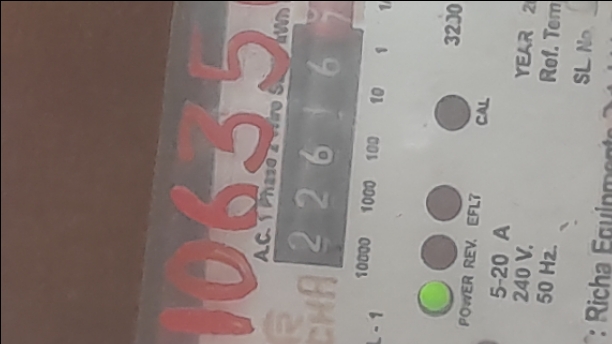 10635
A.C. 1 Phase 2 Wire
kWh
22616
10000 1000 100 10 1
CAL
EFL7
REV.
POWER
3200
5-20 A
240 V.
50 Hz.
YEAR
Ref. Tem
SL No.
: Richa Equipments